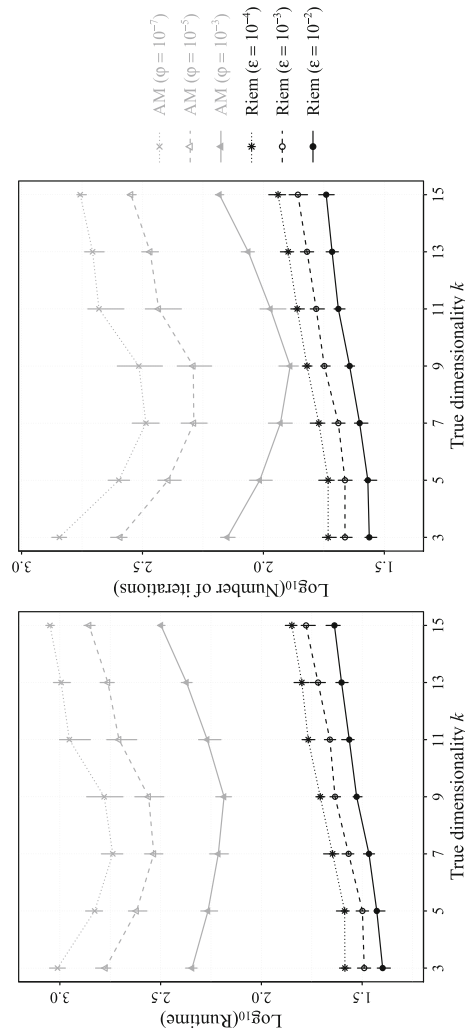 Log₁₀(Runtime)
3.0
2.5
2.0
1.5
3 5 7 9 11 13 15
True dimensionality k
Log₁₀(Number of iterations)
3.0
2.5
2.0
1.5
3 5 7 9 11 13 15
True dimensionality k
AM (φ = 10⁻⁷)
AM (φ = 10⁻⁵)
AM (φ = 10⁻³)
Riem (ε = 10⁻⁴)
Riem (ε = 10⁻³)
Riem (ε = 10⁻²)